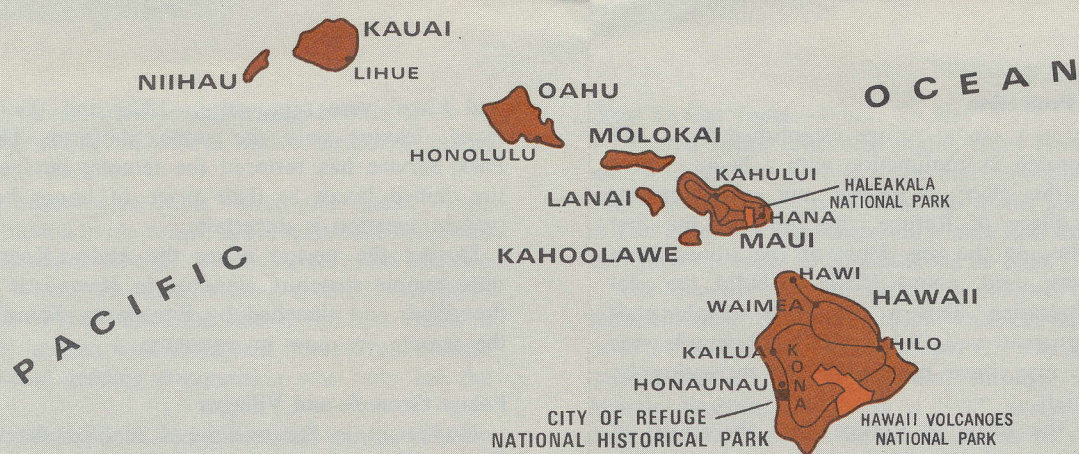 KAUAI
LIHUE
NIIHAU
OAHU
HONOLULU
MOLOKAI
LANAI
KAHULUI
HALEAKALA
NATIONAL PARK
HANA
MAUI
KAHOOLAWE
PACIFIC
OCEAN
HAWI
WAIMEA
HAWAII
HILO
KAILUA
KONA
HONAUNAU
CITY OF REFUGE
NATIONAL HISTORICAL PARK
HAWAII VOLCANOES
NATIONAL PARK